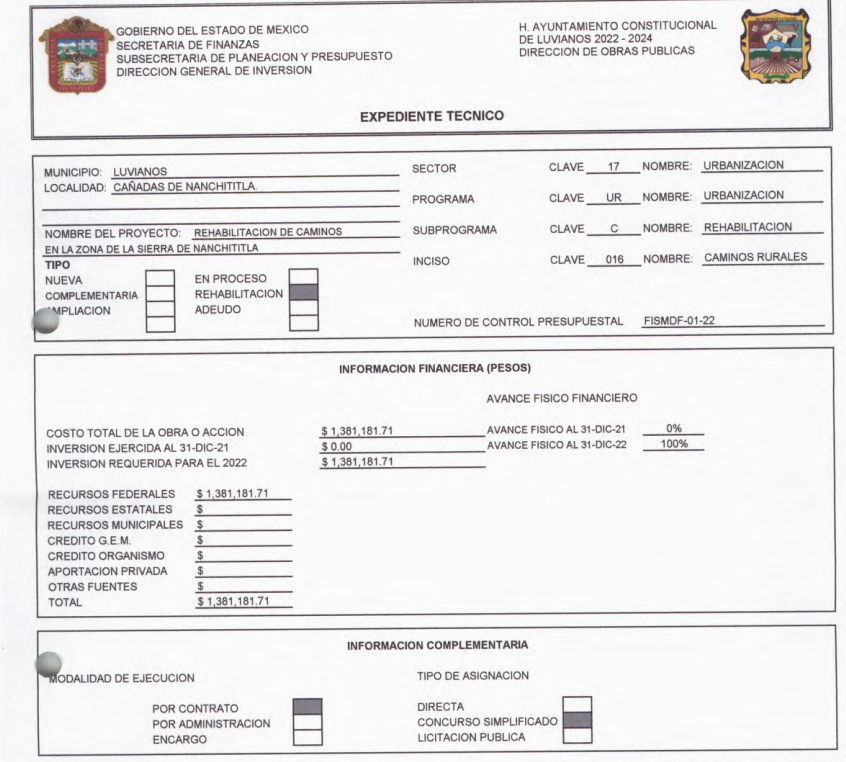 GOBIERNO DEL ESTADO DE MEXICO
SECRETARIA DE FINANZAS
SUBSECRETARIA DE PLANEACION Y PRESUPUESTO
DIRECCION GENERAL DE INVERSION
H. AYUNTAMIENTO CONSTITUCIONAL
DE LUVIANOS 2022 - 2024
DIRECCION DE OBRAS PUBLICAS
EXPEDIENTE TECNICO
MUNICIPIO: LUVIANOS
LOCALIDAD: CAÑADAS DE NANCHITITLA.
NOMBRE DEL PROYECTO: REHABILITACION DE CAMINOS
EN LA ZONA DE LA SIERRA DE NANCHITITLA
TIPO
NUEVA EN PROCESO
COMPLEMENTARIA REHABILITACION
AMPLIACION ADEUDO
SECTOR CLAVE 17 NOMBRE: URBANIZACION
PROGRAMA CLAVE UR NOMBRE: URBANIZACION
SUBPROGRAMA CLAVE C NOMBRE: REHABILITACION
INCISO CLAVE 016 NOMBRE: CAMINOS RURALES
NUMERO DE CONTROL PRESUPUESTAL FISMDF-01-22
INFORMACION FINANCIERA (PESOS)
AVANCE FISICO FINANCIERO
COSTO TOTAL DE LA OBRA O ACCION $ 1,381,181.71 AVANCE FISICO AL 31-DIC-21 0%
INVERSION EJERCIDA AL 31-DIC-21 $ 0.00 AVANCE FISICO AL 31-DIC-22 100%
INVERSION REQUERIDA PARA EL 2022 $ 1,381,181.71
RECURSOS FEDERALES $ 1,381,181.71
RECURSOS ESTATALES $
RECURSOS MUNICIPALES $
CREDITO G.E.M. $
CREDITO ORGANISMO $
APORTACION PRIVADA $
OTRAS FUENTES $
TOTAL $ 1,381,181.71
INFORMACION COMPLEMENTARIA
MODALIDAD DE EJECUCION TIPO DE ASIGNACION
POR CONTRATO DIRECTA
POR ADMINISTRACION CONCURSO SIMPLIFICADO
ENCARGO LICITACION PUBLICA